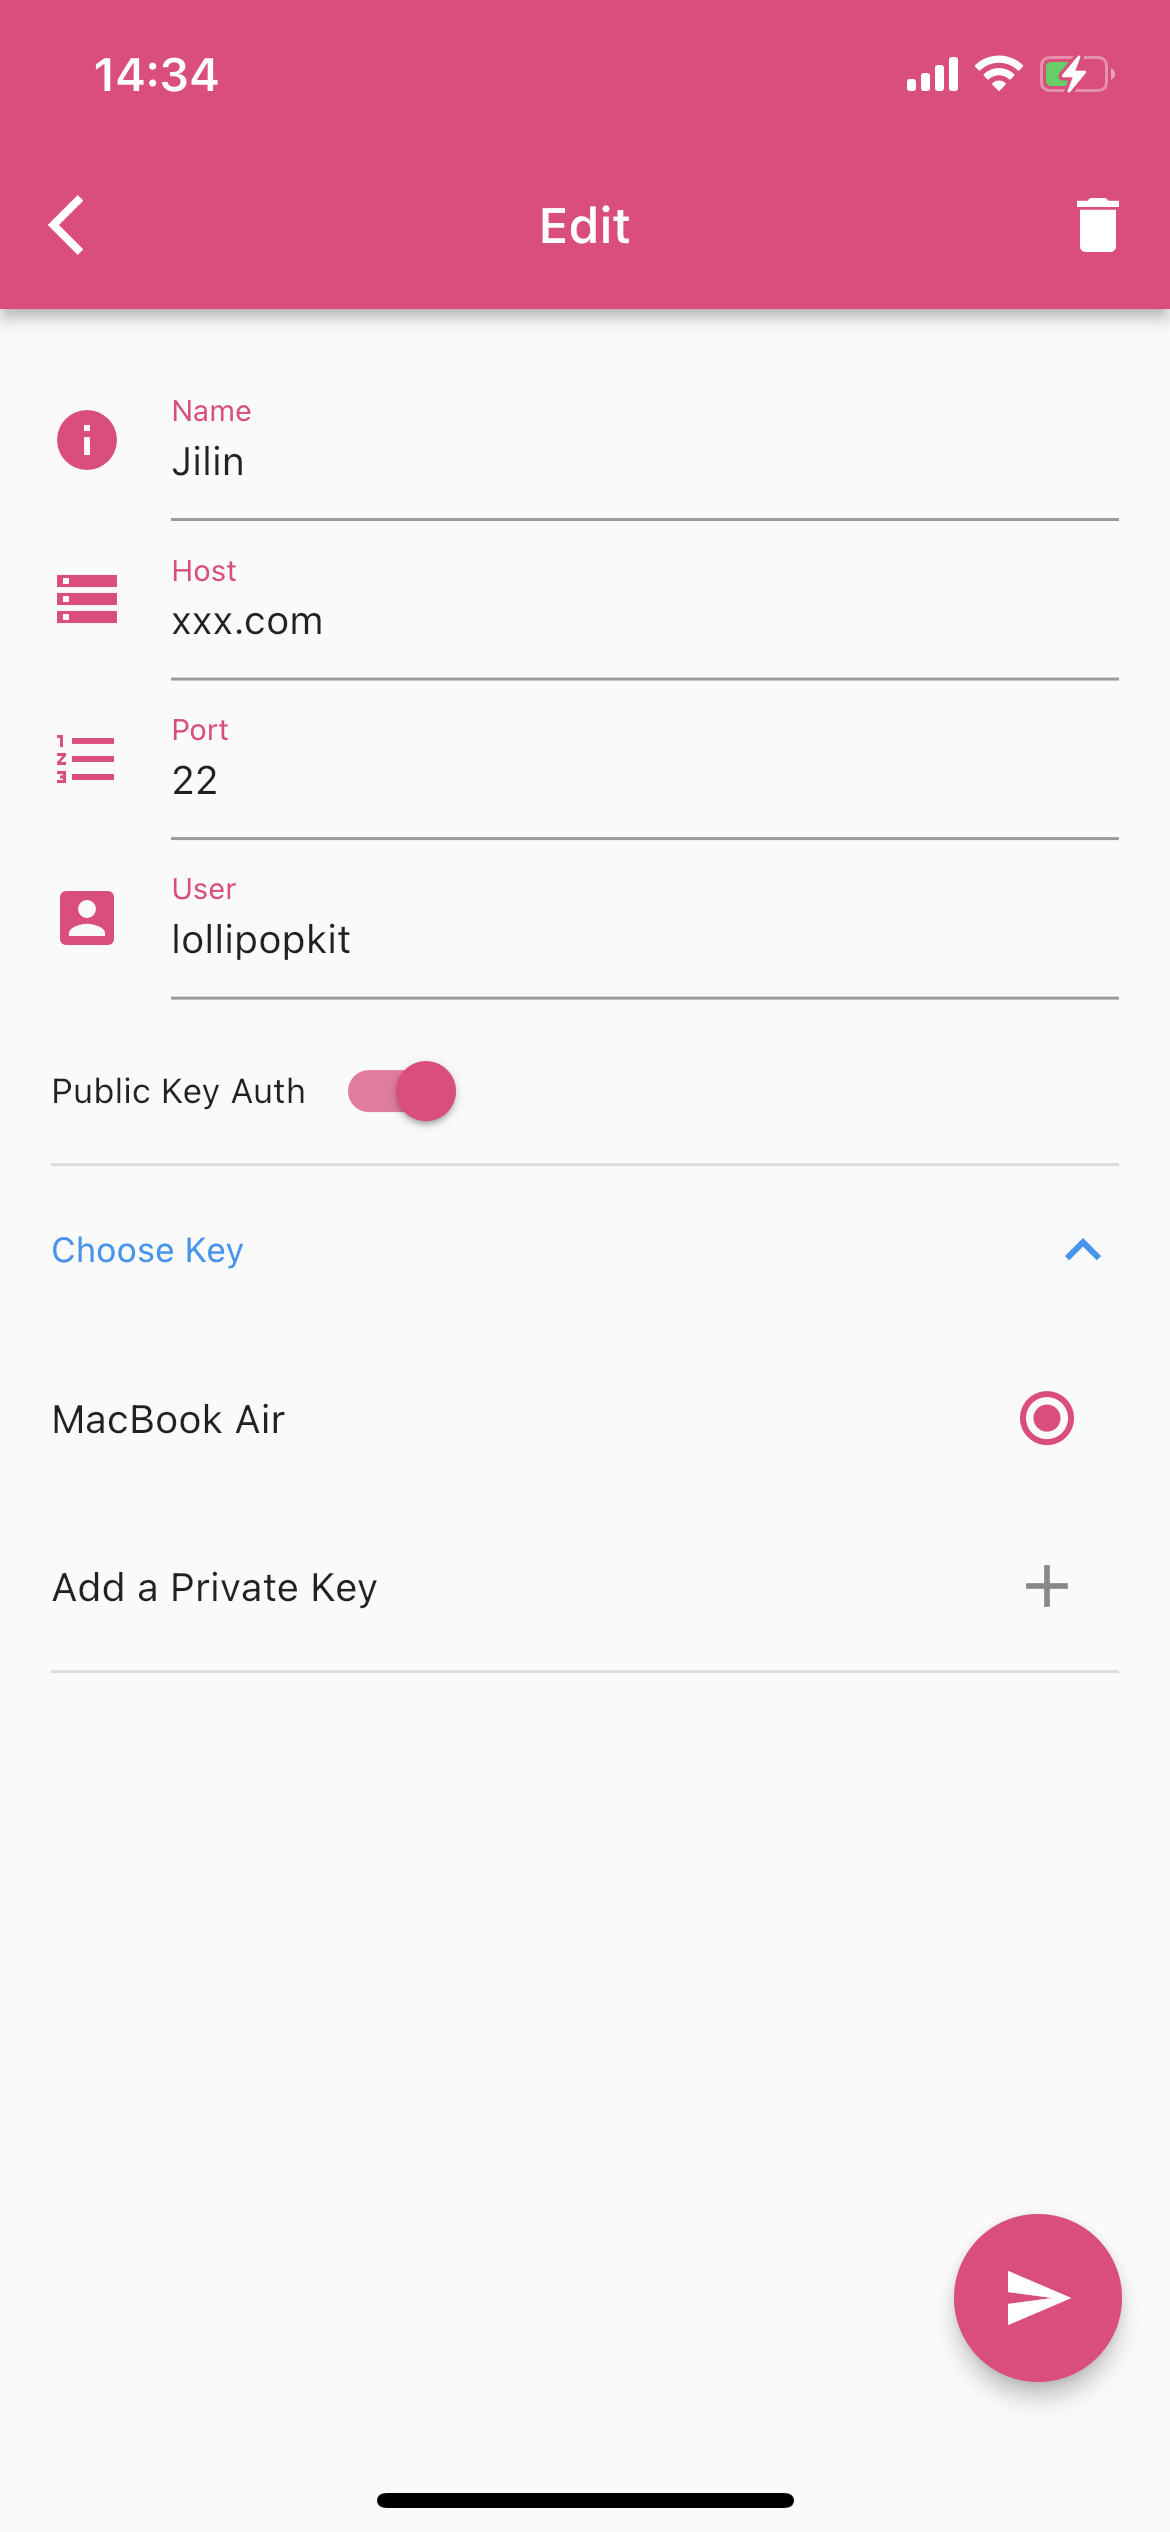 14:34
Edit
Name
Jilin
Host
xxx.com
Port
22
User
lollipopkit
Public Key Auth
Choose Key
MacBook Air
Add a Private Key